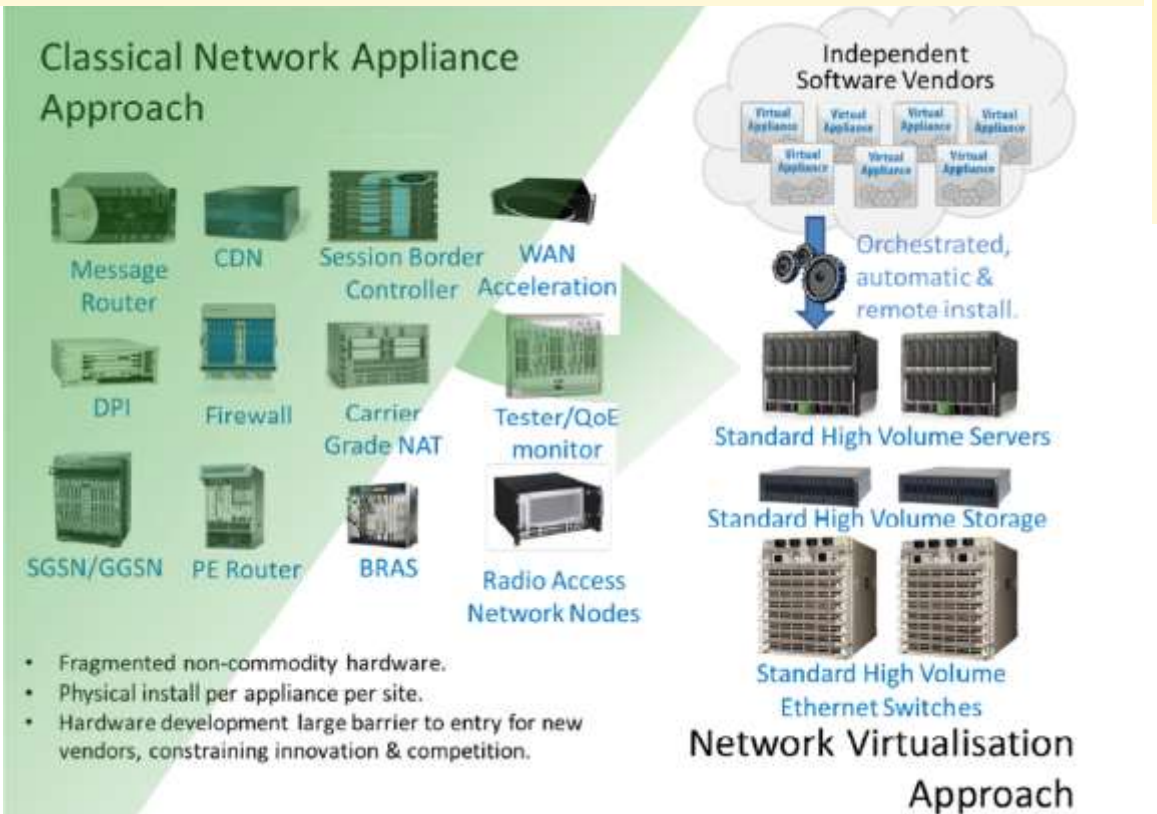 Classical Network Appliance
Approach
Message
Router
CDN
Session Border
Controller
WAN
Acceleration
DPI
Firewall
Carrier
Grade NAT
Tester/QoE
monitor
SGSN/GGSN
PE Router
BRAS
Radio Access
Network Nodes
• Fragmented non-commodity hardware.
• Physical install per appliance per site.
• Hardware development large barrier to entry for new
vendors, constraining innovation & competition.
Independent
Software Vendors
Virtual
Appliance
Virtual
Appliance
Virtual
Appliance
Virtual
Appliance
Virtual
Appliance
Virtual
Appliance
Virtual
Appliance
Orchestrated,
automatic &
remote install.
Standard High Volume Servers
Standard High Volume Storage
Standard High Volume
Ethernet Switches
Network Virtualisation
Approach